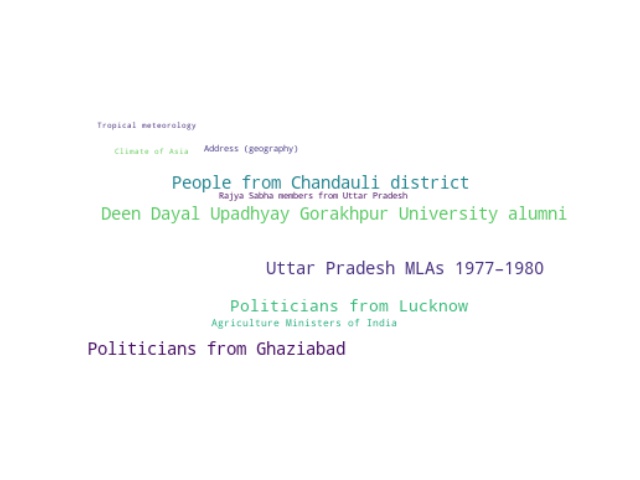 Tropical meteorology
Climate of Asia
Address (geography)
People from Chandauli district
Rajya Sabha members from Uttar Pradesh
Deen Dayal Upadhyay Gorakhpur University alumni
Uttar Pradesh MLAs 1977–1980
Politicians from Lucknow
Agriculture Ministers of India
Politicians from Ghaziabad